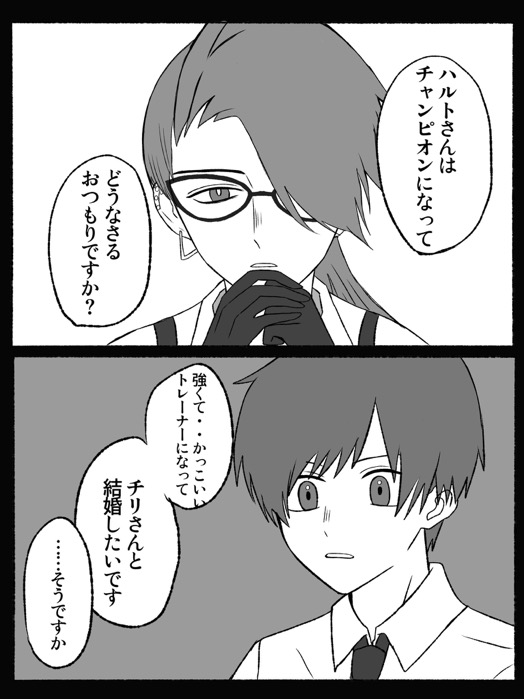 ハルトさんは
チャンピオンになって
どうなさる
おつもりですか？
強くて・・かっこいい
トレーナーになって
チリさんと
結婚したいです
……そうですか